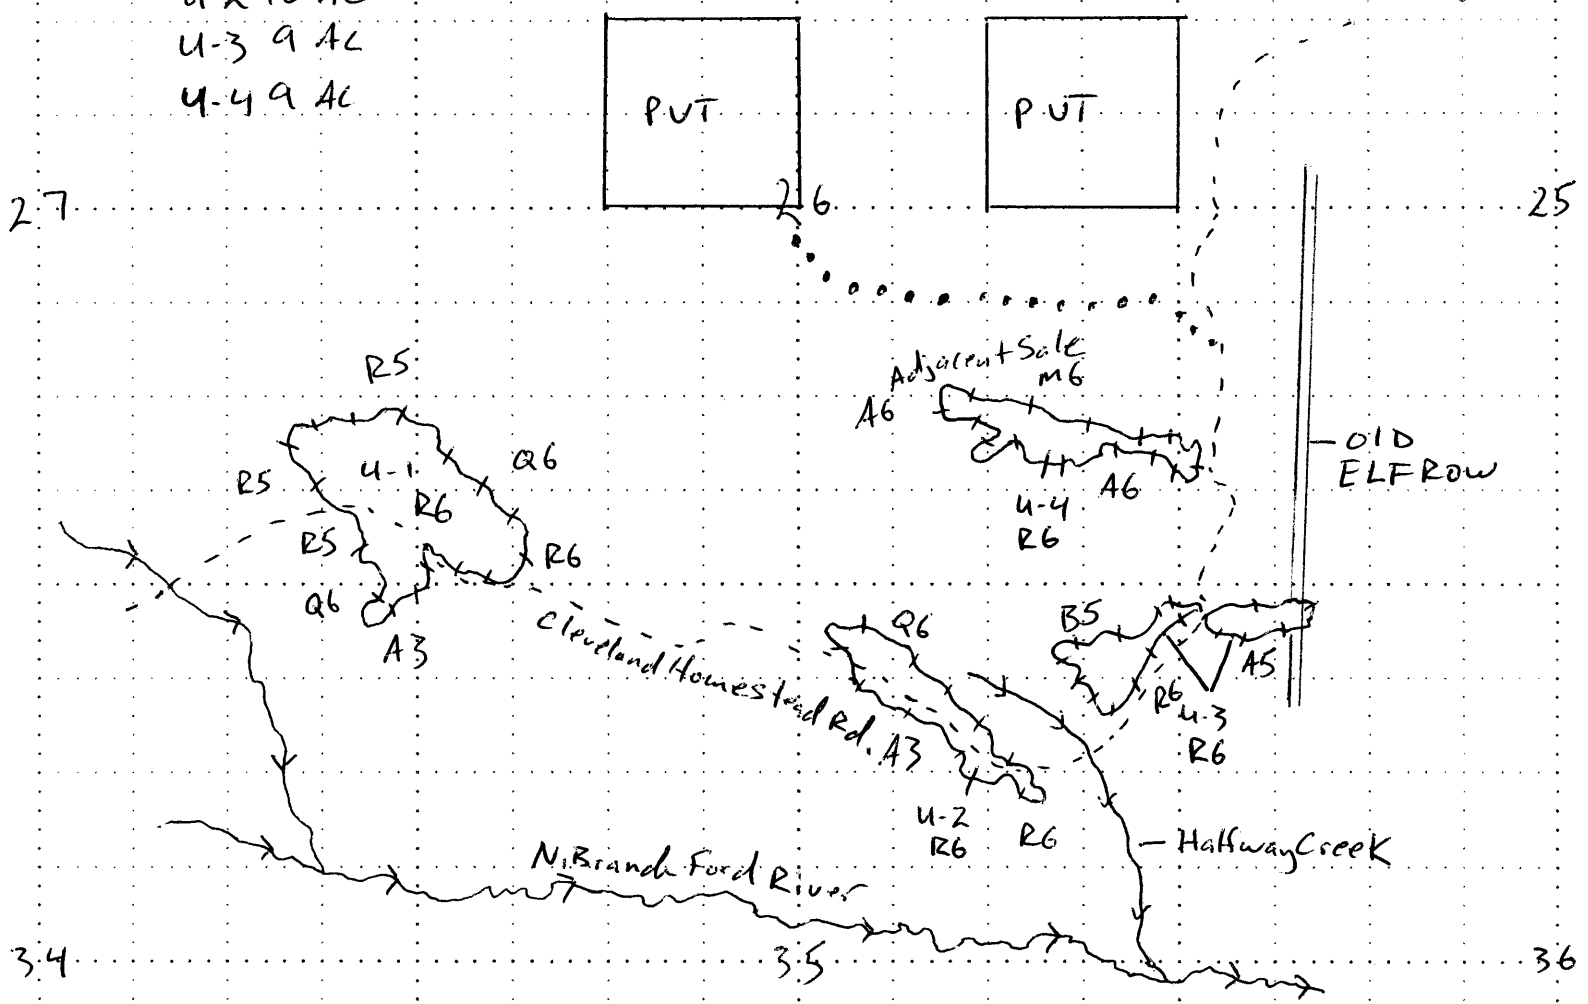 U-3 9 AC
U-4 9 AC
PUT
PUT
27
26
25
R5
Adjacent Sale
M6
A6
OLD
ELF ROW
R5
U-1
Q6
R6
A6
U-4
R6
R5
R6
Q6
A3
Cleveland Homestead Rd.
Q6
B5
A5
R6
U-3
R6
A3
U-2
R6
R6
Halfway Creek
N. Branch Ford River
34
35
36